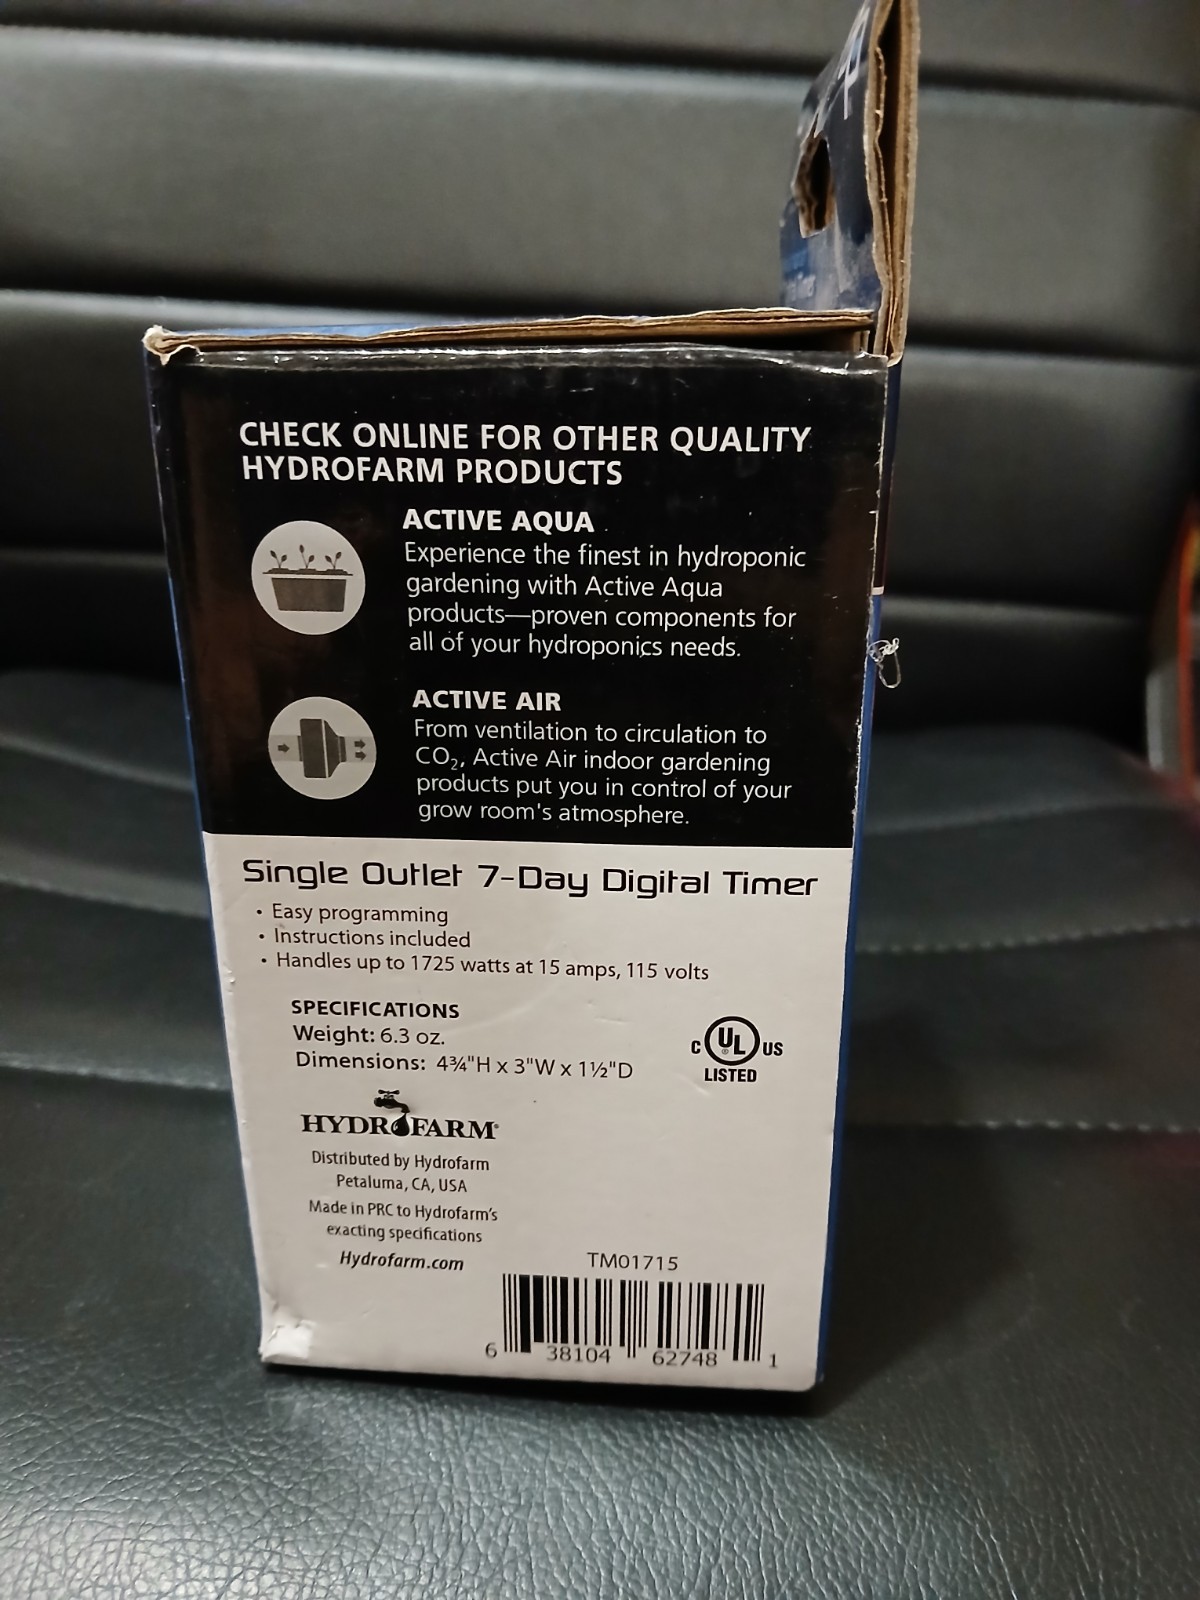 CHECK ONLINE FOR OTHER QUALITY
HYDROFARM PRODUCTS
ACTIVE AQUA
Experience the finest in hydroponic
gardening with Active Aqua
products—proven components for
all of your hydroponics needs.
ACTIVE AIR
From ventilation to circulation to
CO₂, Active Air indoor gardening
products put you in control of your
grow room's atmosphere.
Single Outlet 7-Day Digital Timer
• Easy programming
• Instructions included
• Handles up to 1725 watts at 15 amps, 115 volts
SPECIFICATIONS
Weight: 6.3 oz.
Dimensions: 4¾"H x 3"W x 1½"D
C UL® US
LISTED
HYDROFARM®
Distributed by Hydrofarm
Petaluma, CA, USA
Made in PRC to Hydrofarm's
exacting specifications
Hydrofarm.com
TM01715
6 38104 62748 1